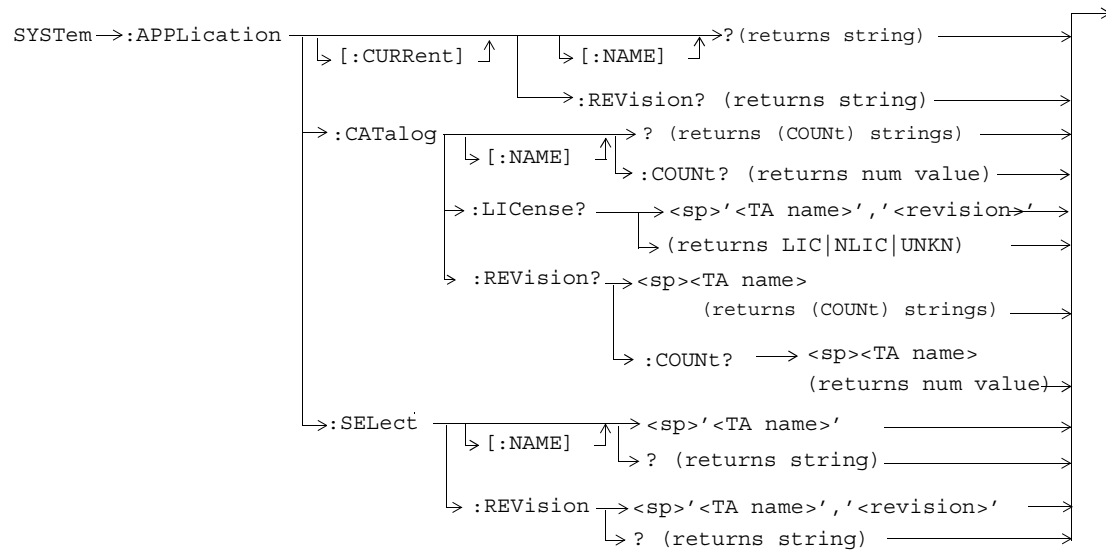 SYSTem :APPLication ?(returns string)
[:CURRent] [:NAME]
:REVision? (returns string)
:CATalog ? (returns (COUNt) strings)
[:NAME]
:COUNt? (returns num value)
:LICense? <sp>’<TA name>’,’<revision>’
(returns LIC|NLIC|UNKN)
:REVision? <sp><TA name>
(returns (COUNt) strings)
:COUNt? <sp><TA name>
(returns num value)
:SELect <sp>’<TA name>’
[:NAME]
? (returns string)
:REVision <sp>’<TA name>’,’<revision>’
? (returns string)